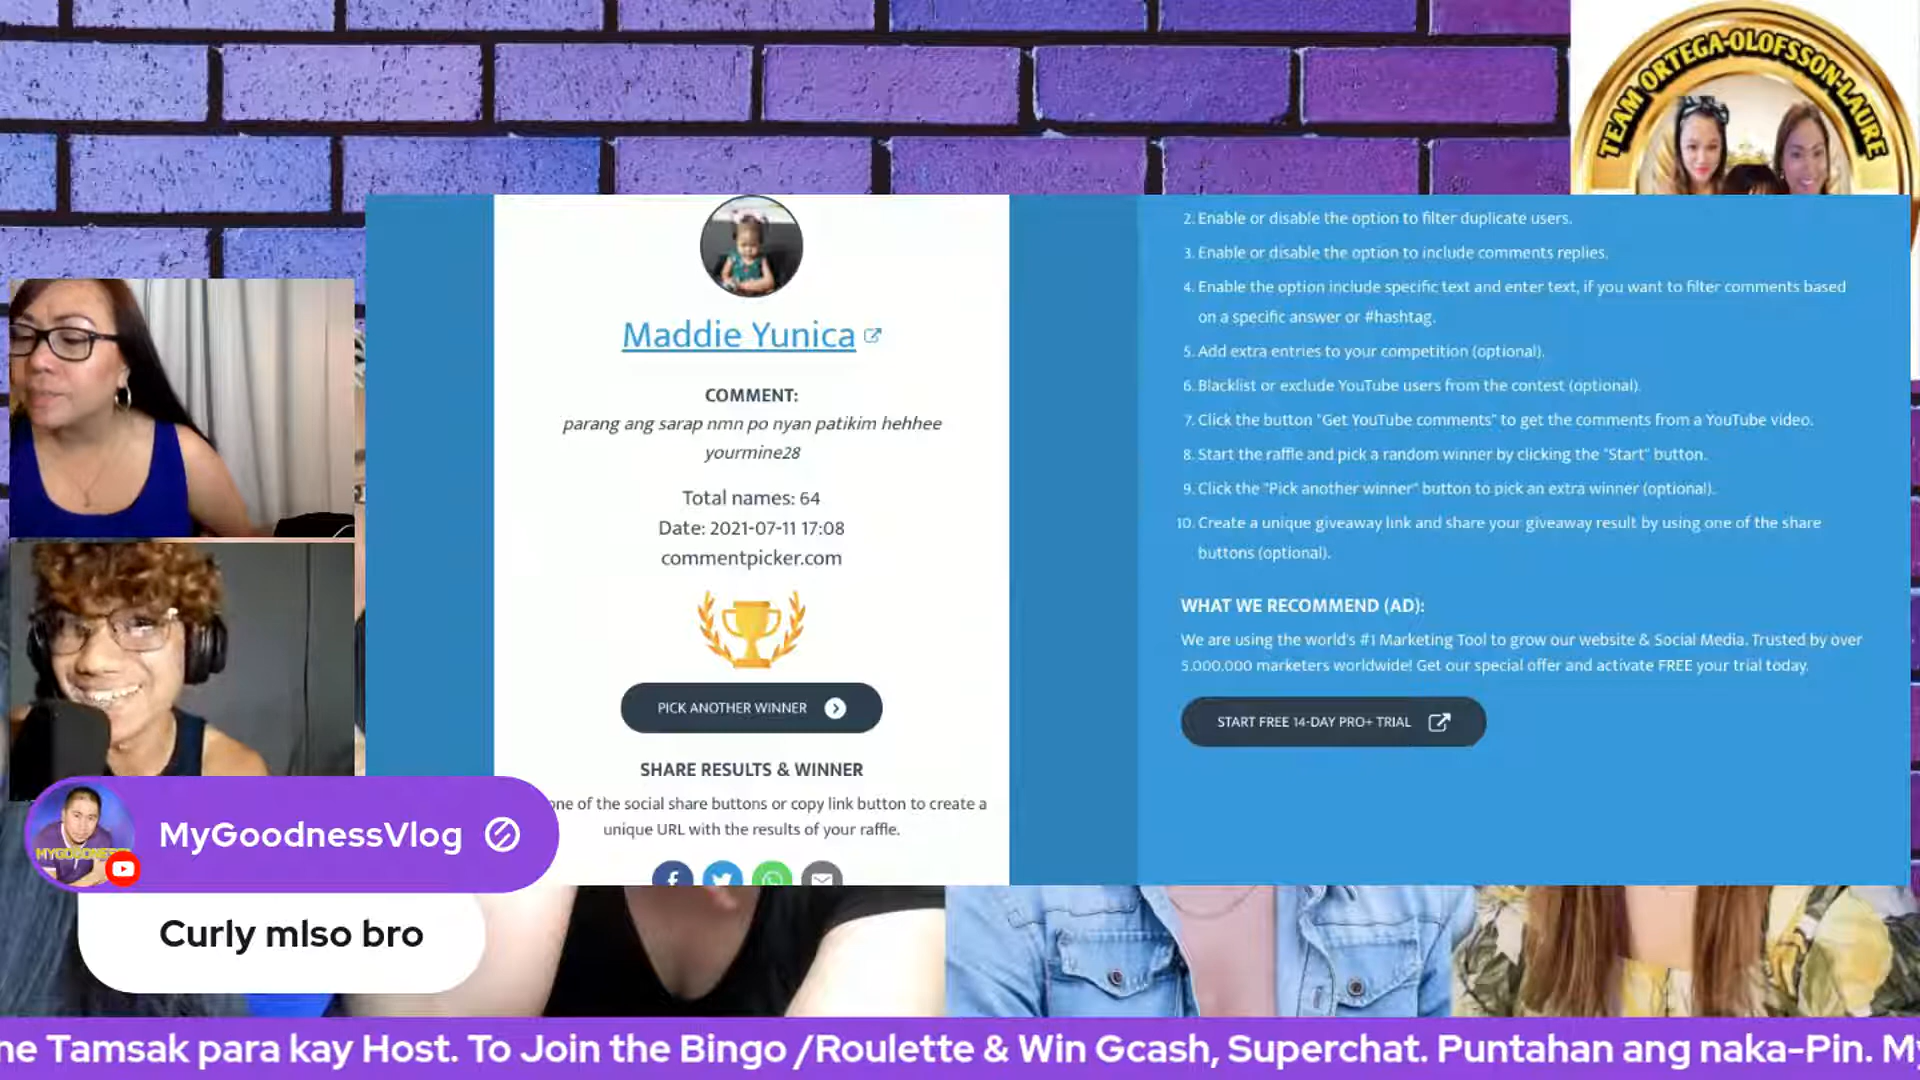 TEAM ORTEGA-OLOFSSON-LAURE
Maddie Yunica
COMMENT:
parang ang sarap nmn po nyan patikim hehhee
yourmine28
Total names: 64
Date: 2021-07-11 17:08
commentpicker.com
PICK ANOTHER WINNER
SHARE RESULTS & WINNER
one of the social share buttons or copy link button to create a
unique URL with the results of your raffle.
2. Enable or disable the option to filter duplicate users.
3. Enable or disable the option to include comments replies.
4. Enable the option include specific text and enter text, if you want to filter comments based
on a specific answer or #hashtag.
5. Add extra entries to your competition (optional).
6. Blacklist or exclude YouTube users from the contest (optional).
7. Click the button "Get YouTube comments" to get the comments from a YouTube video.
8. Start the raffle and pick a random winner by clicking the "Start" button.
9. Click the "Pick another winner" button to pick an extra winner (optional).
10. Create a unique giveaway link and share your giveaway result by using one of the share
buttons (optional).
WHAT WE RECOMMEND (AD):
We are using the world's #1 Marketing Tool to grow our website & Social Media. Trusted by over
5.000.000 marketers worldwide! Get our special offer and activate FREE your trial today.
START FREE 14-DAY PRO+ TRIAL
MyGoodnessVlog
Curly mlso bro
ne Tamsak para kay Host. To Join the Bingo /Roulette & Win Gcash, Superchat. Puntahan ang naka-Pin. My